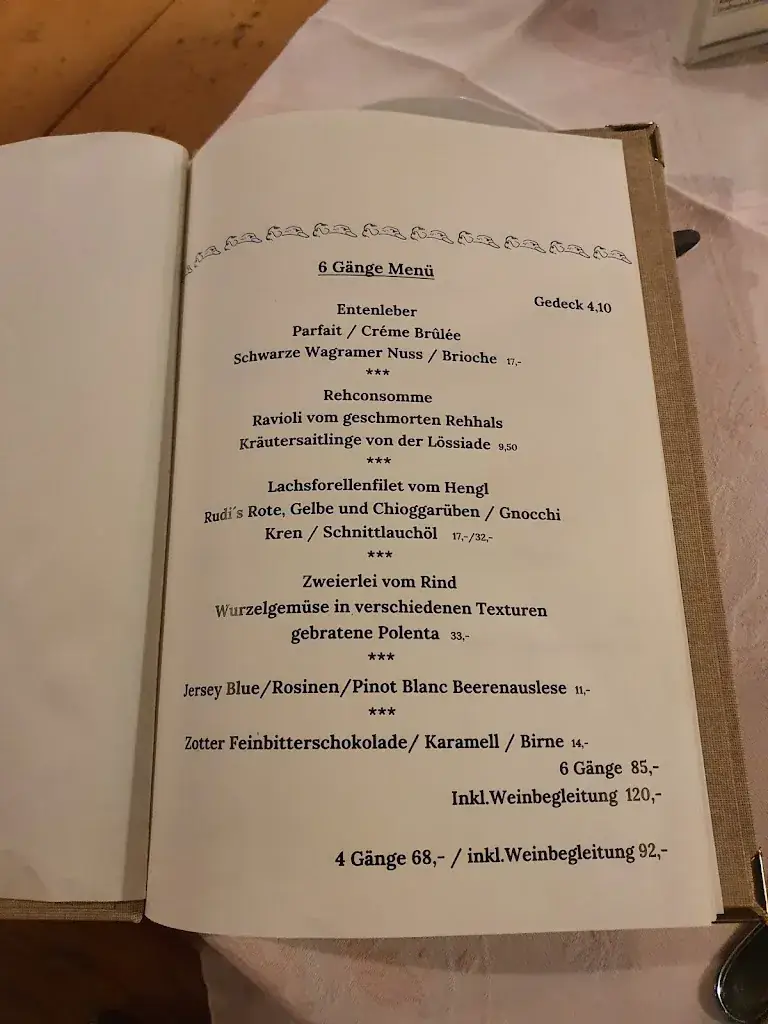 6 Gänge Menü
Gedeck 4,10
Entenleber
Parfait / Créme Brûlée
Schwarze Wagramer Nuss / Brioche 17,-
***
Rehconsomme
Ravioli vom geschmorten Rehhals
Kräutersaitlinge von der Lössiade 9,50
***
Lachsforellenfilet vom Hengl
Rudi´s Rote, Gelbe und Chioggarüben / Gnocchi
Kren / Schnittlauchöl 17,-/32,-
***
Zweierlei vom Rind
Wurzelgemüse in verschiedenen Texturen
gebratene Polenta 33,-
***
Jersey Blue/Rosinen/Pinot Blanc Beerenauslese 11,-
***
Zotter Feinbitterschokolade/ Karamell / Birne 14,-
6 Gänge 85,-
Inkl.Weinbegleitung 120,-
4 Gänge 68,- / inkl.Weinbegleitung 92,-